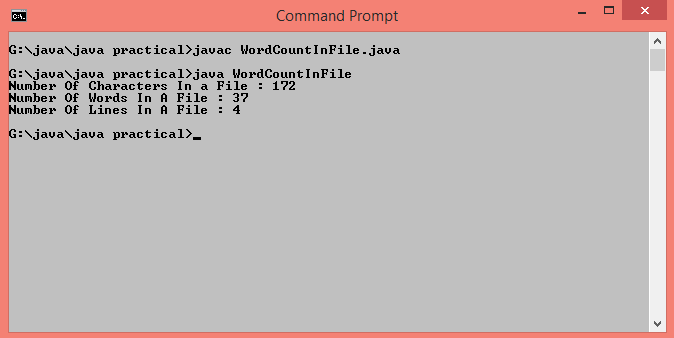 Command Prompt
G:\java\java practical>javac WordCountInFile.java
G:\java\java practical>java WordCountInFile
Number Of Characters In a File : 172
Number Of Words In A File : 37
Number Of Lines In A File : 4
G:\java\java practical>